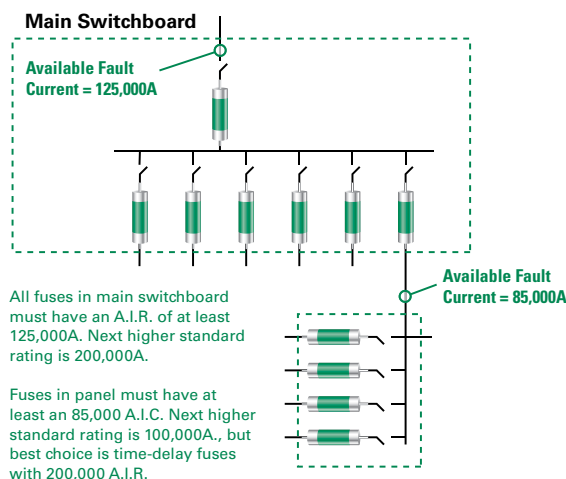 Main Switchboard
Available Fault
Current = 125,000A
Available Fault
Current = 85,000A
All fuses in main switchboard
must have an A.I.R. of at least
125,000A. Next higher standard
rating is 200,000A.
Fuses in panel must have at
least an 85,000 A.I.C. Next higher
standard rating is 100,000A., but
best choice is time-delay fuses
with 200.000 A.I.R.